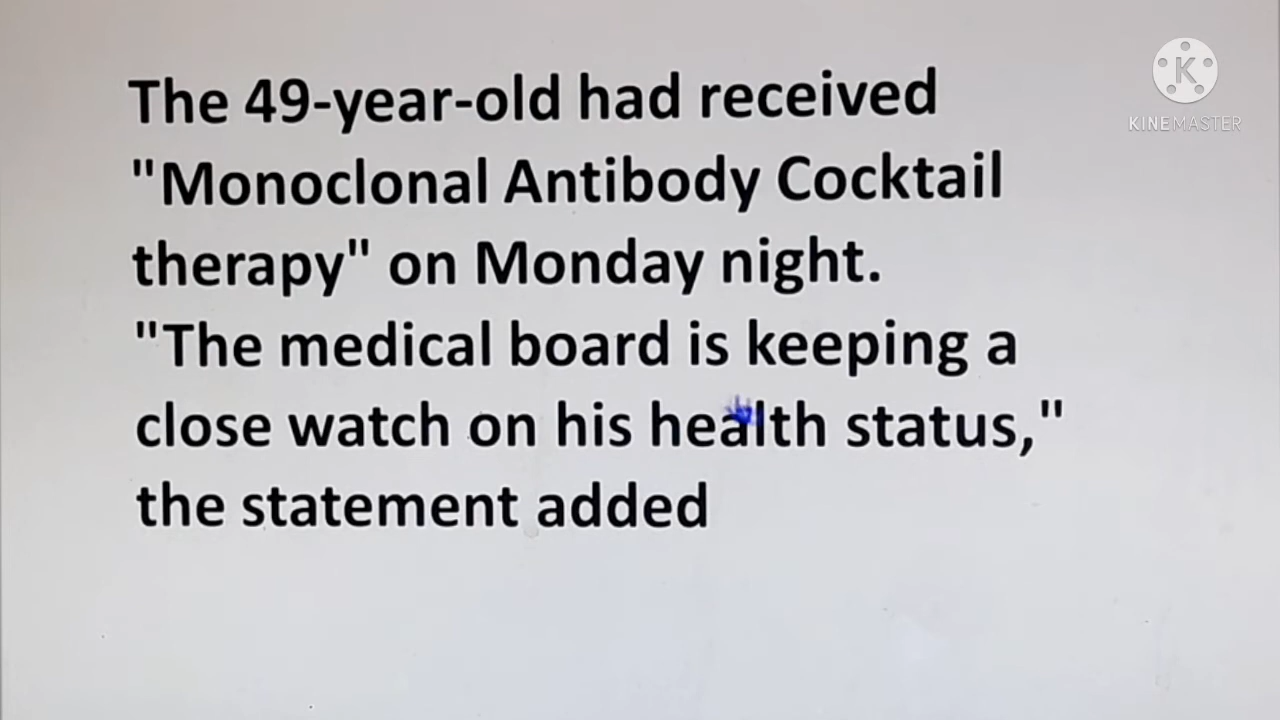 The 49-year-old had received
"Monoclonal Antibody Cocktail
therapy" on Monday night.
"The medical board is keeping a
close watch on his health status,"
the statement added
K
KINEMASTER